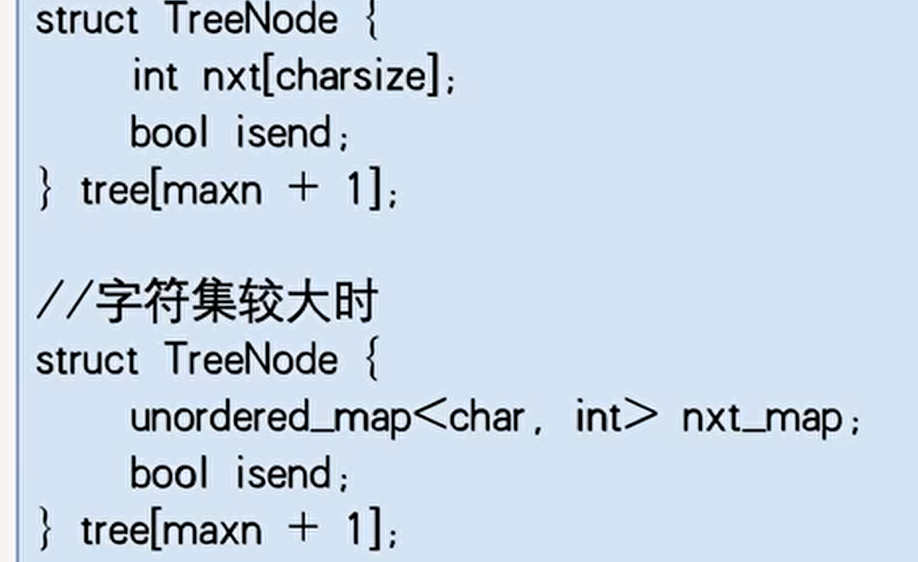 struct TreeNode {
    int nxt[charsize];
    bool isend;
} tree[maxn + 1];
//字符集较大时
struct TreeNode {
    unordered_map<char, int> nxt_map;
    bool isend;
} tree[maxn + 1];